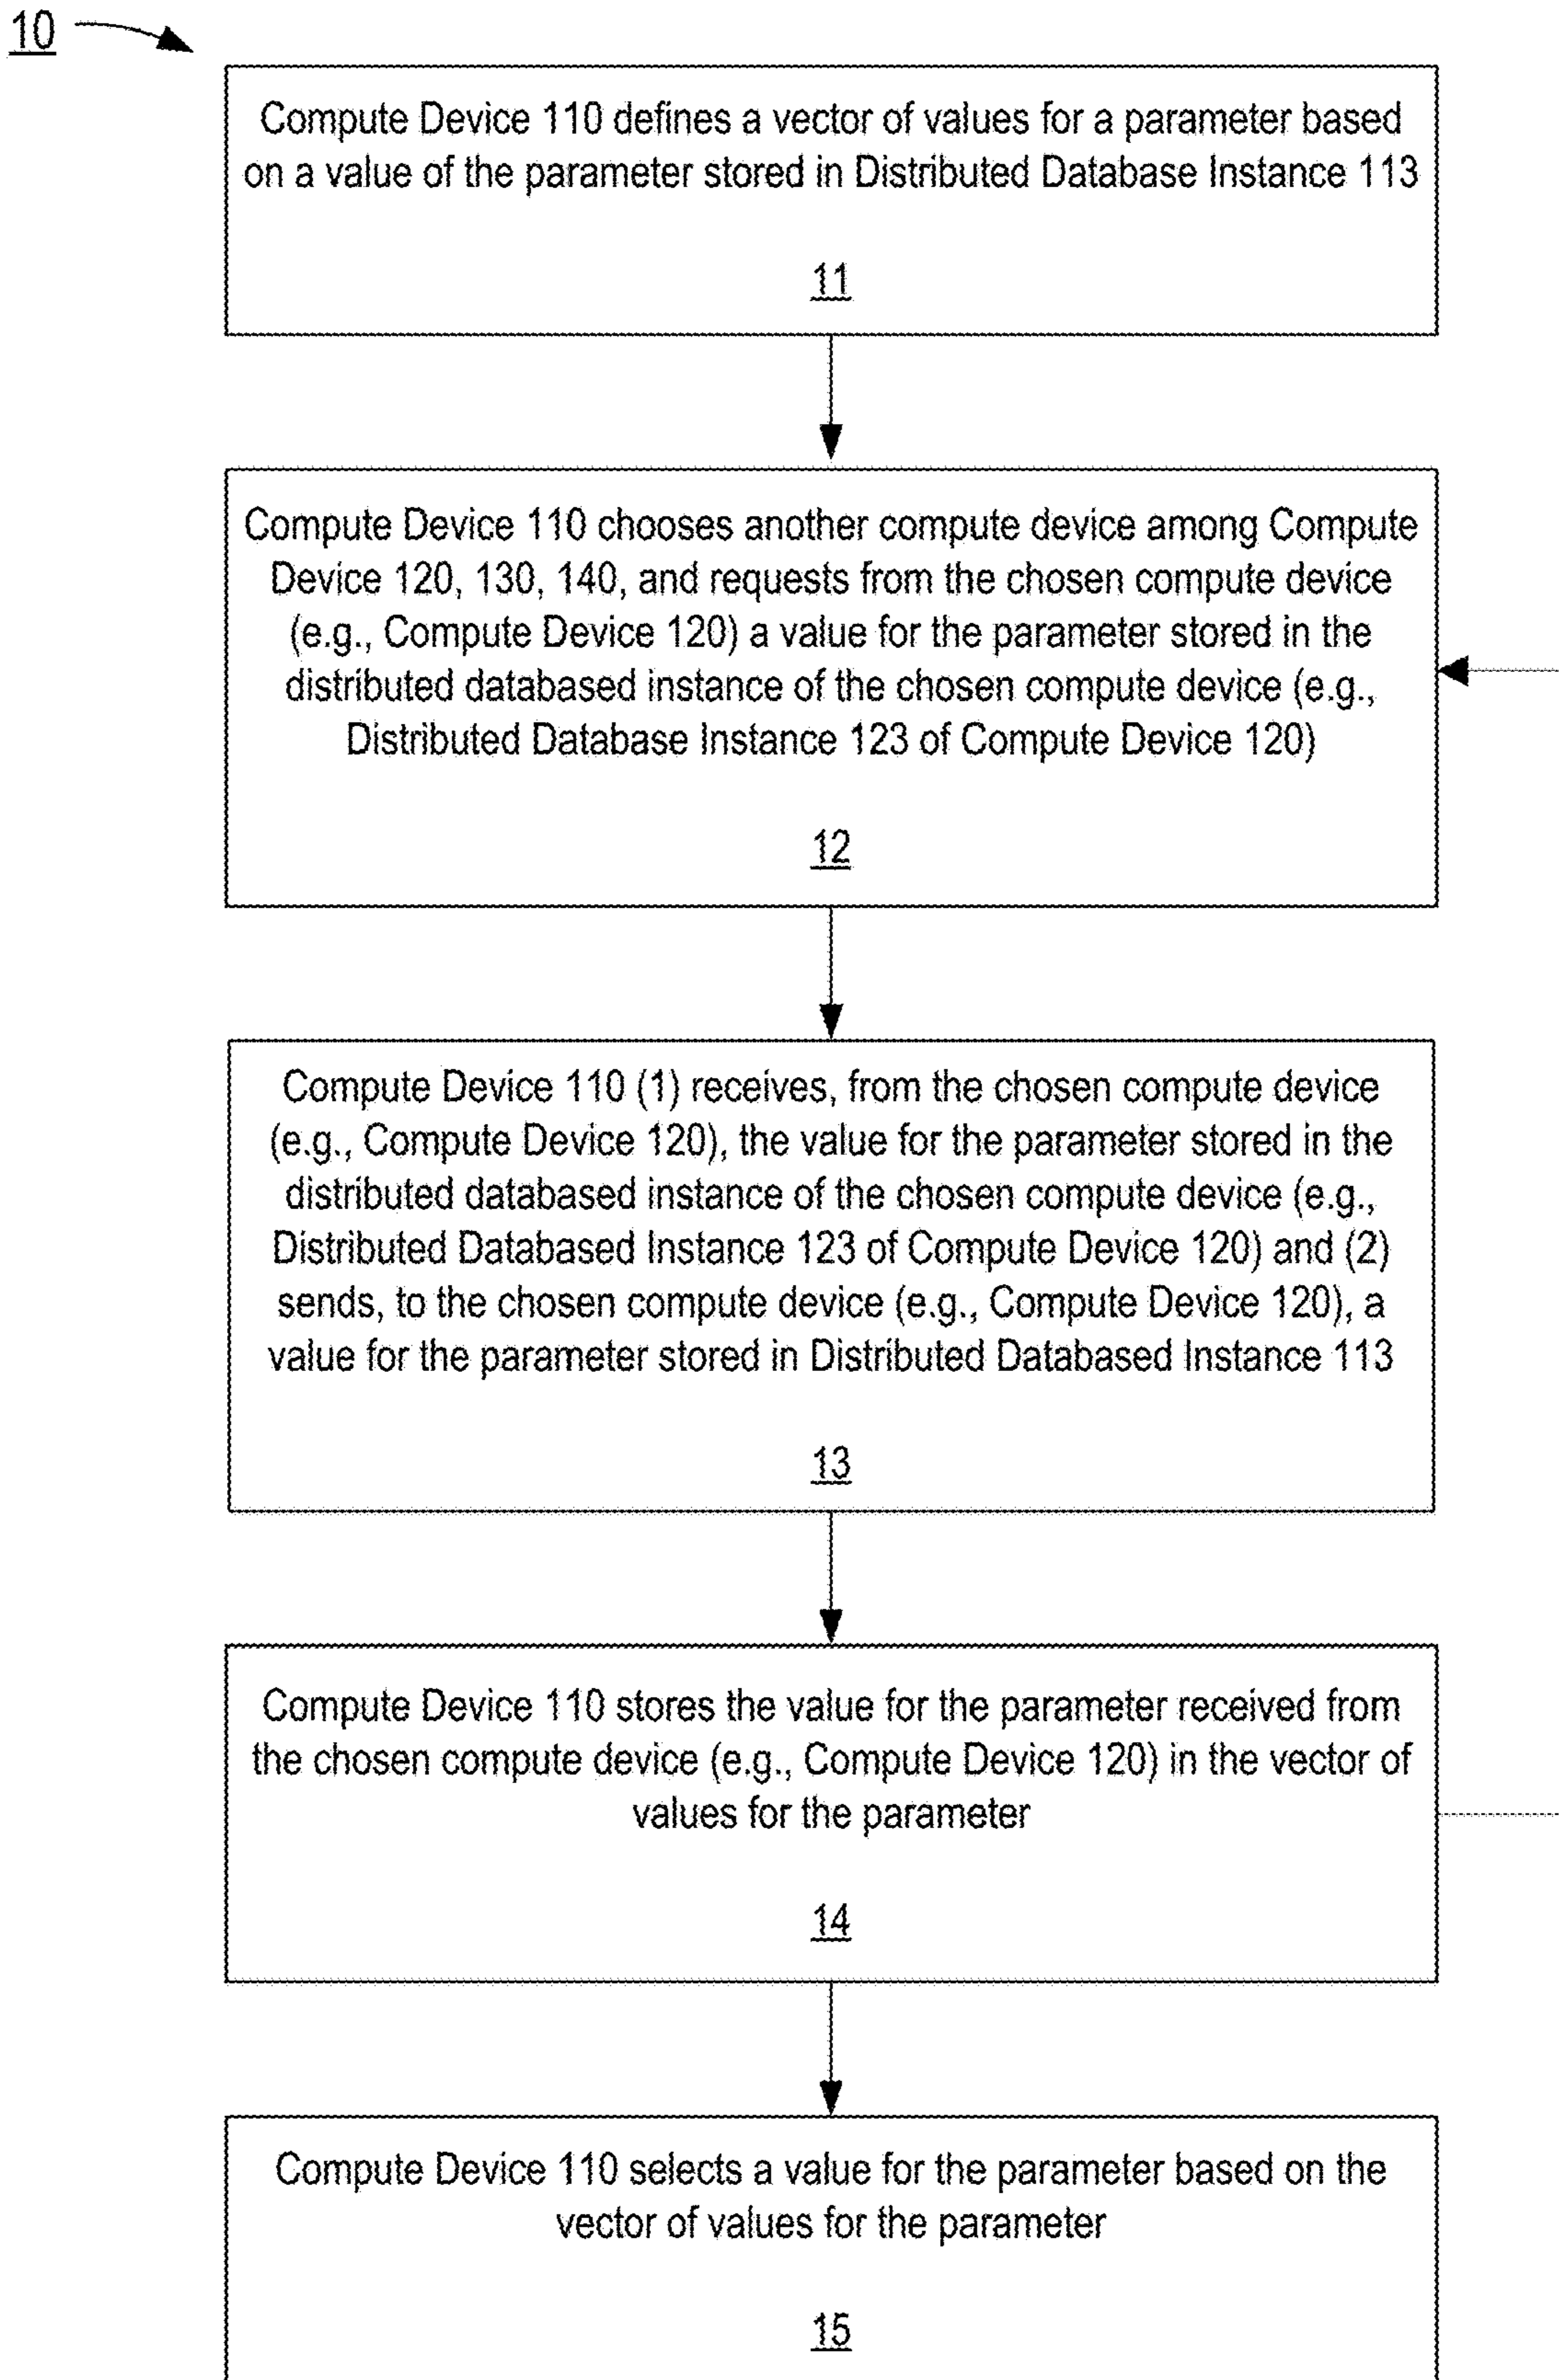 10
Compute Device 110 defines a vector of values for a parameter based
on a value of the parameter stored in Distributed Database Instance 113
11
Compute Device 110 chooses another compute device among Compute
Device 120, 130, 140, and requests from the chosen compute device
(e.g., Compute Device 120) a value for the parameter stored in the
distributed databased instance of the chosen compute device (e.g.,
Distributed Database Instance 123 of Compute Device 120)
12
Compute Device 110 (1) receives, from the chosen compute device
(e.g., Compute Device 120), the value for the parameter stored in the
distributed databased instance of the chosen compute device (e.g.,
Distributed Databased Instance 123 of Compute Device 120) and (2)
sends, to the chosen compute device (e.g., Compute Device 120), a
value for the parameter stored in Distributed Databased Instance 113
13
Compute Device 110 stores the value for the parameter received from
the chosen compute device (e.g., Compute Device 120) in the vector of
values for the parameter
14
Compute Device 110 selects a value for the parameter based on the
vector of values for the parameter
15